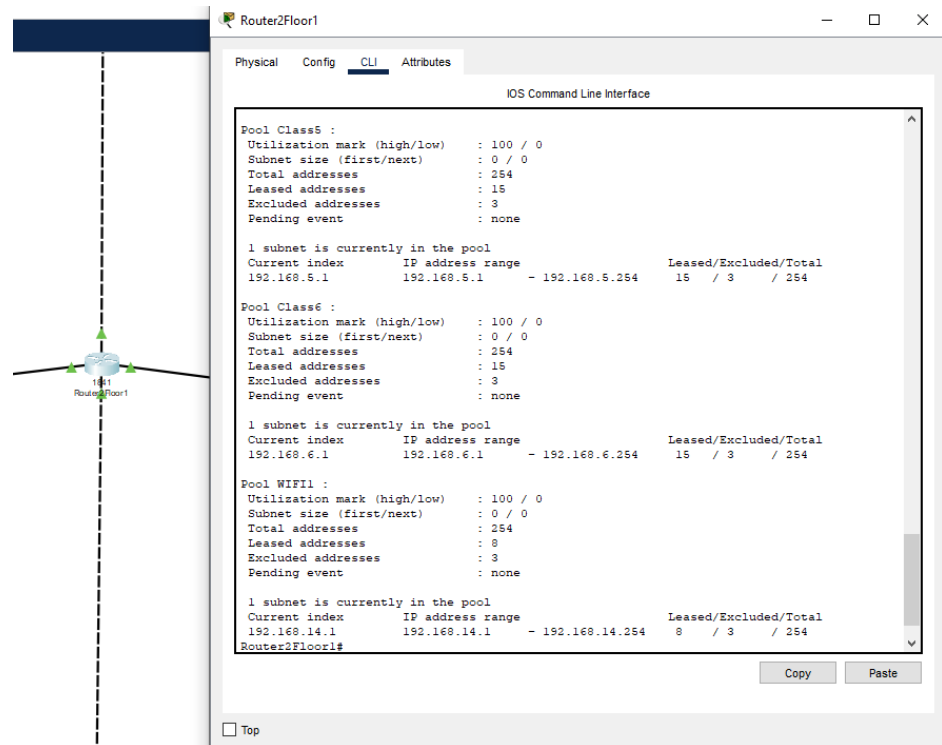 Router2Floor1
Physical Config CLI Attributes
IOS Command Line Interface
Pool Class5 :
Utilization mark (high/low) : 100 / 0
Subnet size (first/next) : 0 / 0
Total addresses : 254
Leased addresses : 15
Excluded addresses : 3
Pending event : none
1 subnet is currently in the pool
Current index IP address range Leased/Excluded/Total
192.168.5.1 192.168.5.1 - 192.168.5.254 15 / 3 / 254
Pool Class6 :
Utilization mark (high/low) : 100 / 0
Subnet size (first/next) : 0 / 0
Total addresses : 254
Leased addresses : 15
Excluded addresses : 3
Pending event : none
1 subnet is currently in the pool
Current index IP address range Leased/Excluded/Total
192.168.6.1 192.168.6.1 - 192.168.6.254 15 / 3 / 254
Pool WIFI1 :
Utilization mark (high/low) : 100 / 0
Subnet size (first/next) : 0 / 0
Total addresses : 254
Leased addresses : 8
Excluded addresses : 3
Pending event : none
1 subnet is currently in the pool
Current index IP address range Leased/Excluded/Total
192.168.14.1 192.168.14.1 - 192.168.14.254 8 / 3 / 254
Router2Floor1#
Copy Paste
Top
1841
Router2Floor1